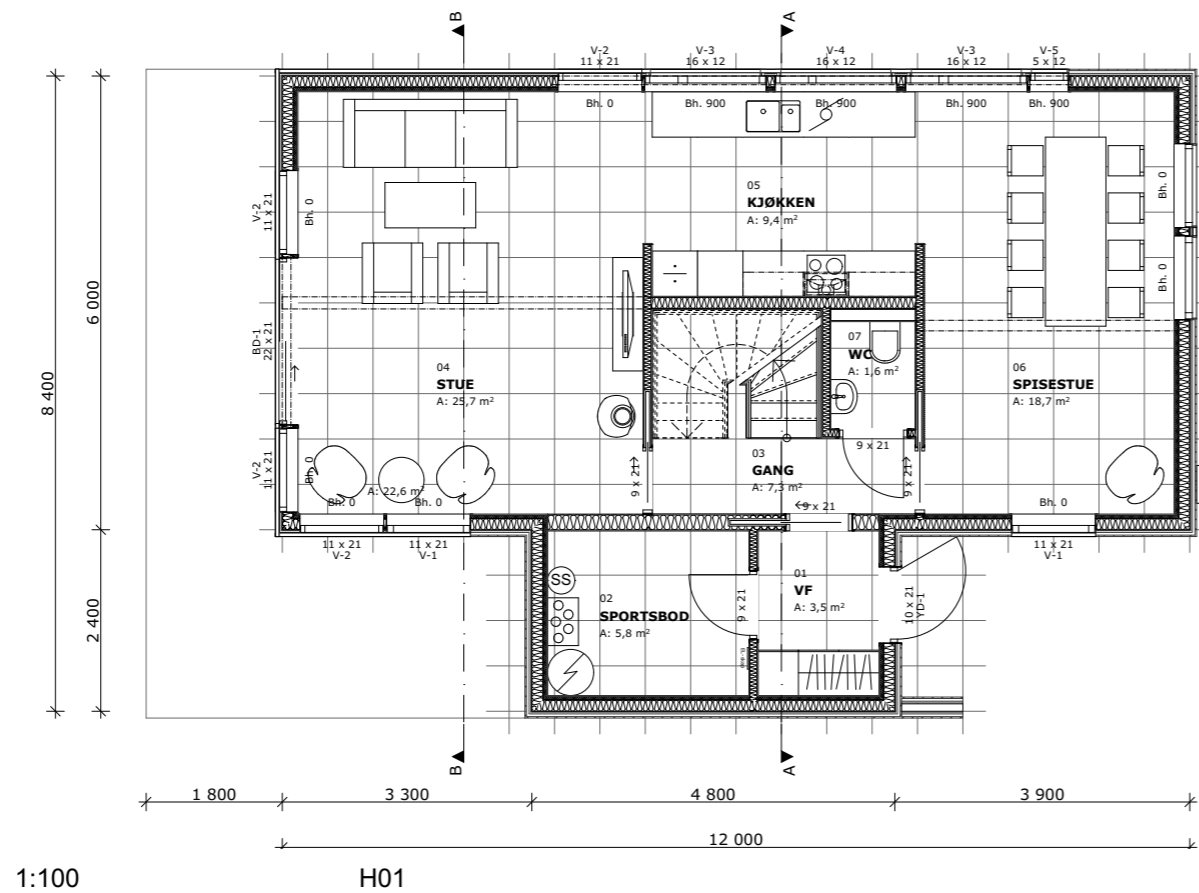 B
A
V-2
11 x 21
V-3
16 x 12
V-4
16 x 12
V-3
16 x 12
V-5
5 x 12
Bh. 0
Bh. 900
Bh. 900
Bh. 900
Bh. 900
V-2
11 x 21
Bh. 0
05
KJØKKEN
A: 9,4 m²
Bh. 0
Bh. 0
6 000
8 400
2 400
BD-1
22 x 21
04
STUE
A: 25,7 m²
07
WC
A: 1,6 m²
06
SPISESTUE
A: 18,7 m²
9 x 21
V-2
11 x 21
Bh. 0
A: 22,6 m²
Bh. 0
Bh. 0
9 x 21
03
GANG
A: 7,3 m²
9 x 21
9 x 21
Bh. 0
11 x 21
V-2
11 x 21
V-1
11 x 21
V-1
SS
02
SPORTSBOD
A: 5,8 m²
9 x 21
01
VF
A: 3,5 m²
10 x 21
YD-1
B
A
1 800
3 300
4 800
3 900
12 000
1:100
H01